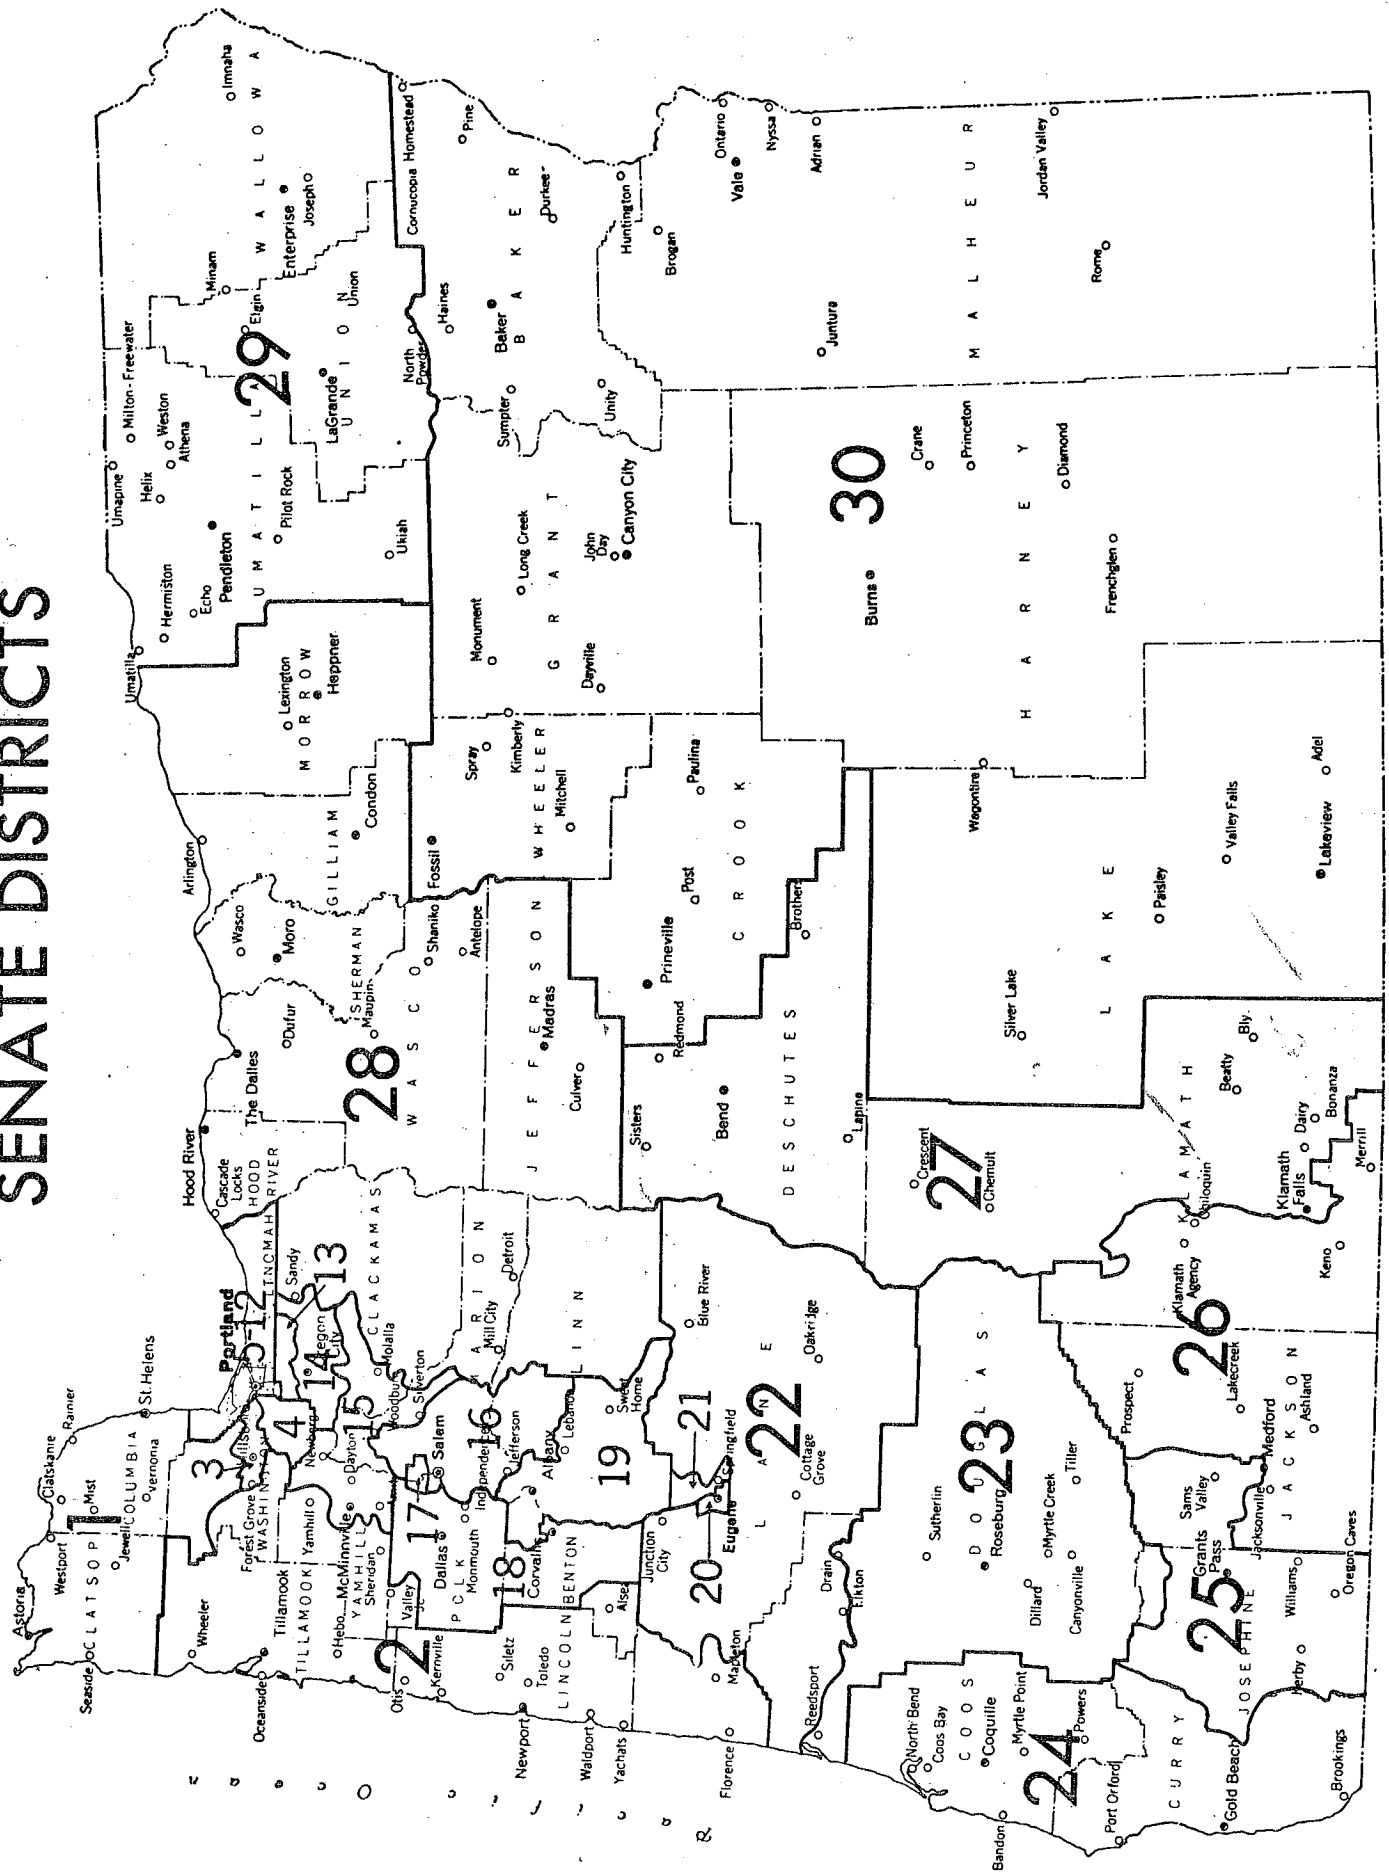 SENATE DISTRICTS
Astoria
Seaside
CLATSOP
1
Westport
Jewell
Clatskanie
Mist
COLUMBIA
Vernonia
Rainier
St. Helens
Portland
5-12
Wheeler
Tillamook
Oceanside
TILLAMOOK
Hebo
3
Forest Grove
WASHINGTON
4
Yamhill
McMinnville
YAMHILL
Sheridan
Dayton
15
14
13
Oregon City
Sandy
CLACKAMAS
Molalla
Woodburn
Silverton
Cascade Locks
HOOD RIVER
Hood River
The Dalles
Dufur
Wasco
Moro
SHERMAN
Maupin
28
WASCO
Shaniko
Antelope
Arlington
GILLIAM
Condon
Umatilla
Lexington
Heppner
MORROW
Hermiston
Echo
Pendleton
UMATILLA
Pilot Rock
Ukiah
Umapine
Helix
Milton-Freewater
Weston
Athena
29
Elgin
Minam
LaGrande
UNION
Union
North Powder
Enterprise
Joseph
WALLOWA
Imnaha
Otis
2
Kernville
Valley Jc
Dallas
17
POLK
Monmouth
Independence
Salem
16
Jefferson
MARION
Mill City
Detroit
Siletz
Toledo
Newport
LINCOLN
Waldport
Yachats
18
Corvallis
BENTON
Alsea
Albany
Lebanon
LINN
Sweet Home
19
JEFFERSON
Madras
Culver
Fossil
Spray
Kimberly
WHEELER
Mitchell
Monument
Long Creek
GRANT
John Day
Canyon City
Dayville
Sumpter
Haines
Baker
BAKER
Unity
Cornucopia
Homestead
Pine
Durkee
Huntington
Florence
Mapleton
Junction City
20
21
Eugene
Springfield
LANE
22
Blue River
Oakridge
Cottage Grove
Sisters
Redmond
Bend
DESCHUTES
Lapine
Brothers
Prineville
Post
Paulina
CROOK
Brogan
Ontario
Vale
Nyssa
Adrian
Juntura
MALHEUR
Jordan Valley
Rome
Reedsport
Drain
Elkton
North Bend
Coos Bay
COOS
Coquille
Myrtle Point
Bandon
24
Powers
Port Orford
Sutherlin
DOUGLAS
23
Roseburg
Dillard
Myrtle Creek
Canyonville
Tiller
Crescent
27
Chemult
Silver Lake
LAKE
Wagontire
Paisley
Valley Falls
Lakeview
Adel
30
Burns
HARNEY
Crane
Princeton
Diamond
Frenchglen
CURRY
Gold Beach
Brookings
25
Grants Pass
JOSEPHINE
Kerby
Williams
Oregon Caves
Sams Valley
Jacksonville
Medford
JACKSON
Ashland
Prospect
Lakecreek
26
Klamath Agency
KLAMATH
Chiloquin
Keno
Klamath Falls
Dairy
Bonanza
Merrill
Beatty
Bly